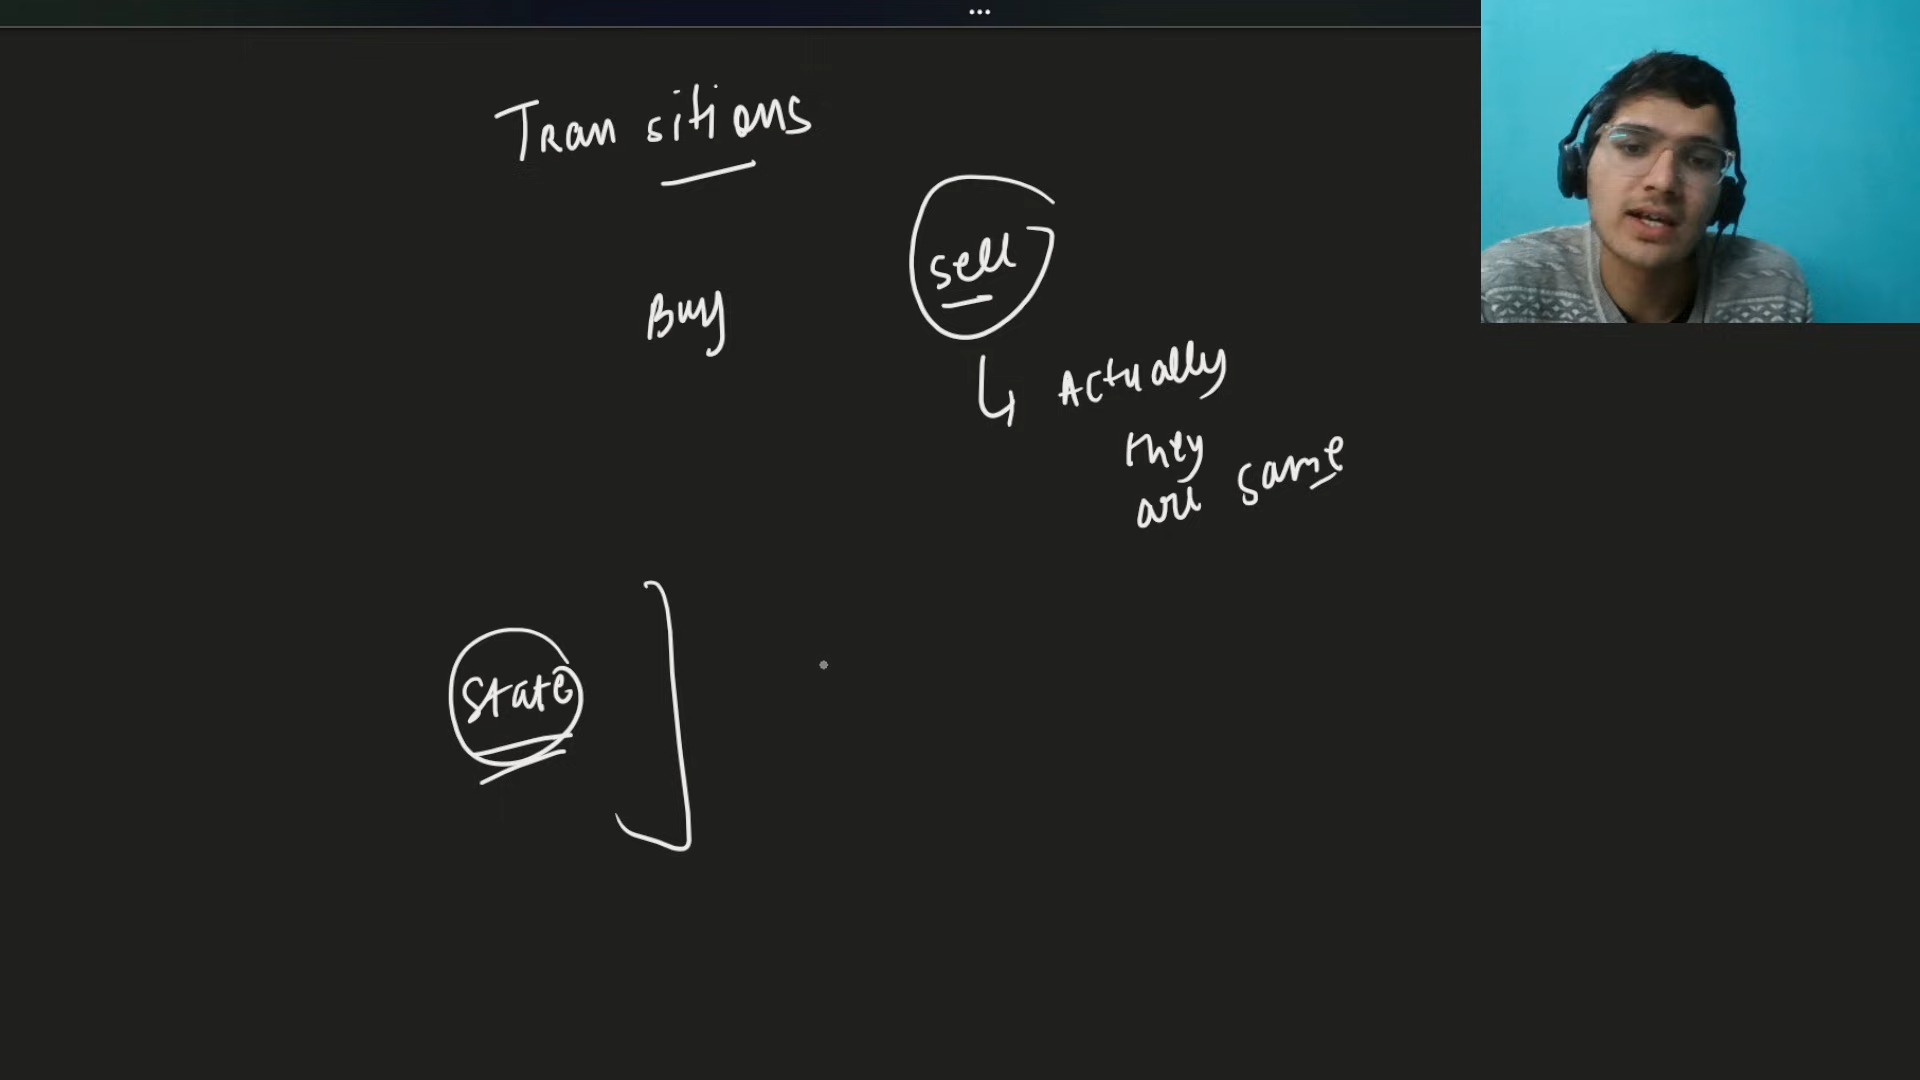 Transitions
Buy
sell
Actually
they
are same
state